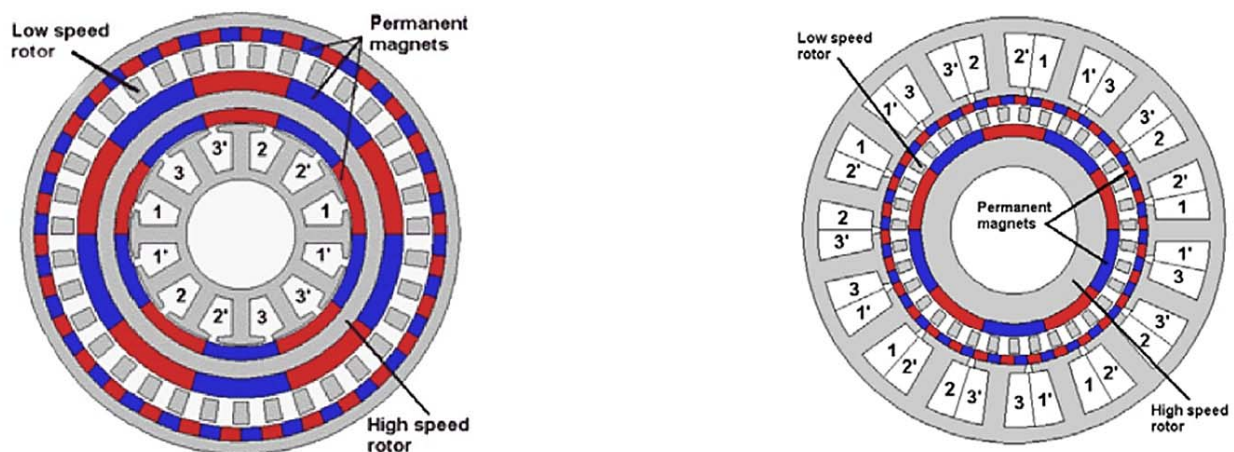 Low speed
rotor
Permanent
magnets
3' 2
3 2'
1 1
1' 1'
2 3'
2' 3
High speed
rotor
Low speed
rotor
3' 2
2' 1
1' 3
1' 3
3'
2
1
2'
2'
1
2
3'
Permanent
magnets
1'
3
3
1'
3'
2
1 2'
2 3'
3 1'
1 2'
High speed
rotor